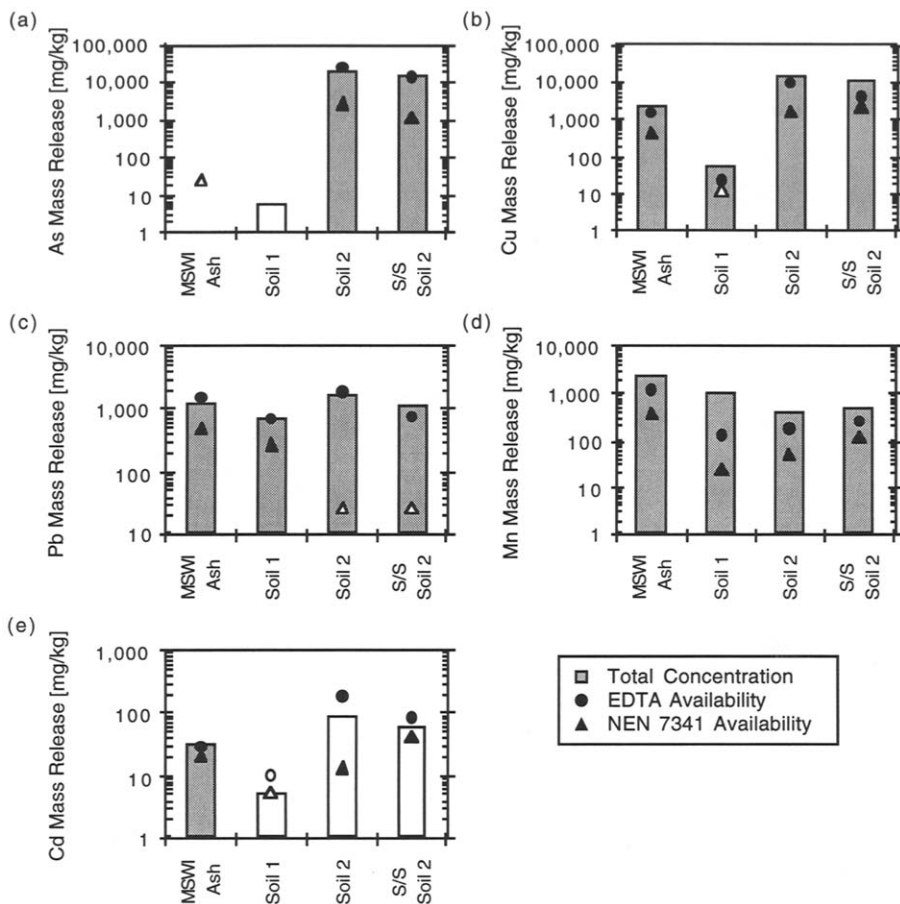 (a)
As Mass Release [mg/kg]
100,000
10,000
1,000
100
10
1
MSWI
Ash
Soil 1
Soil 2
S/S
Soil 2
(b)
Cu Mass Release [mg/kg]
100,000
10,000
1,000
100
10
1
MSWI
Ash
Soil 1
Soil 2
S/S
Soil 2
(c)
Pb Mass Release [mg/kg]
10,000
1,000
100
10
MSWI
Ash
Soil 1
Soil 2
S/S
Soil 2
(d)
Mn Mass Release [mg/kg]
10,000
1,000
100
10
1
MSWI
Ash
Soil 1
Soil 2
S/S
Soil 2
(e)
Cd Mass Release [mg/kg]
1,000
100
10
1
MSWI
Ash
Soil 1
Soil 2
S/S
Soil 2
Total Concentration
EDTA Availability
NEN 7341 Availability